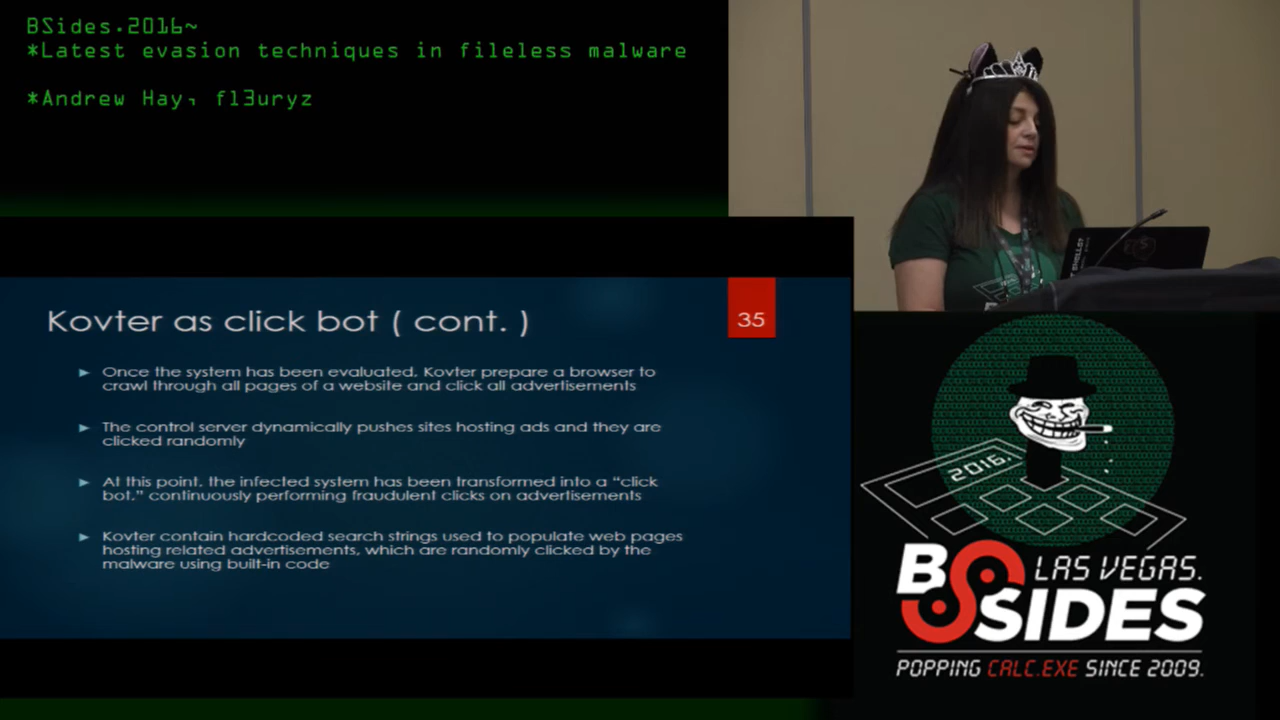 BSides.2016~
*Latest evasion techniques in fileless malware
*Andrew Hay, fl3uryz
Kovter as click bot ( cont. )
35
Once the system has been evaluated, Kovter prepare a browser to
crawl through all pages of a website and click all advertisements
The control server dynamically pushes sites hosting ads and they are
clicked randomly
At this point, the infected system has been transformed into a “click
bot,” continuously performing fraudulent clicks on advertisements
Kovter contain hardcoded search strings used to populate web pages
hosting related advertisements, which are randomly clicked by the
malware using built-in code
2016.
BSIDES
LAS VEGAS.
POPPING CALC.EXE SINCE 2009.